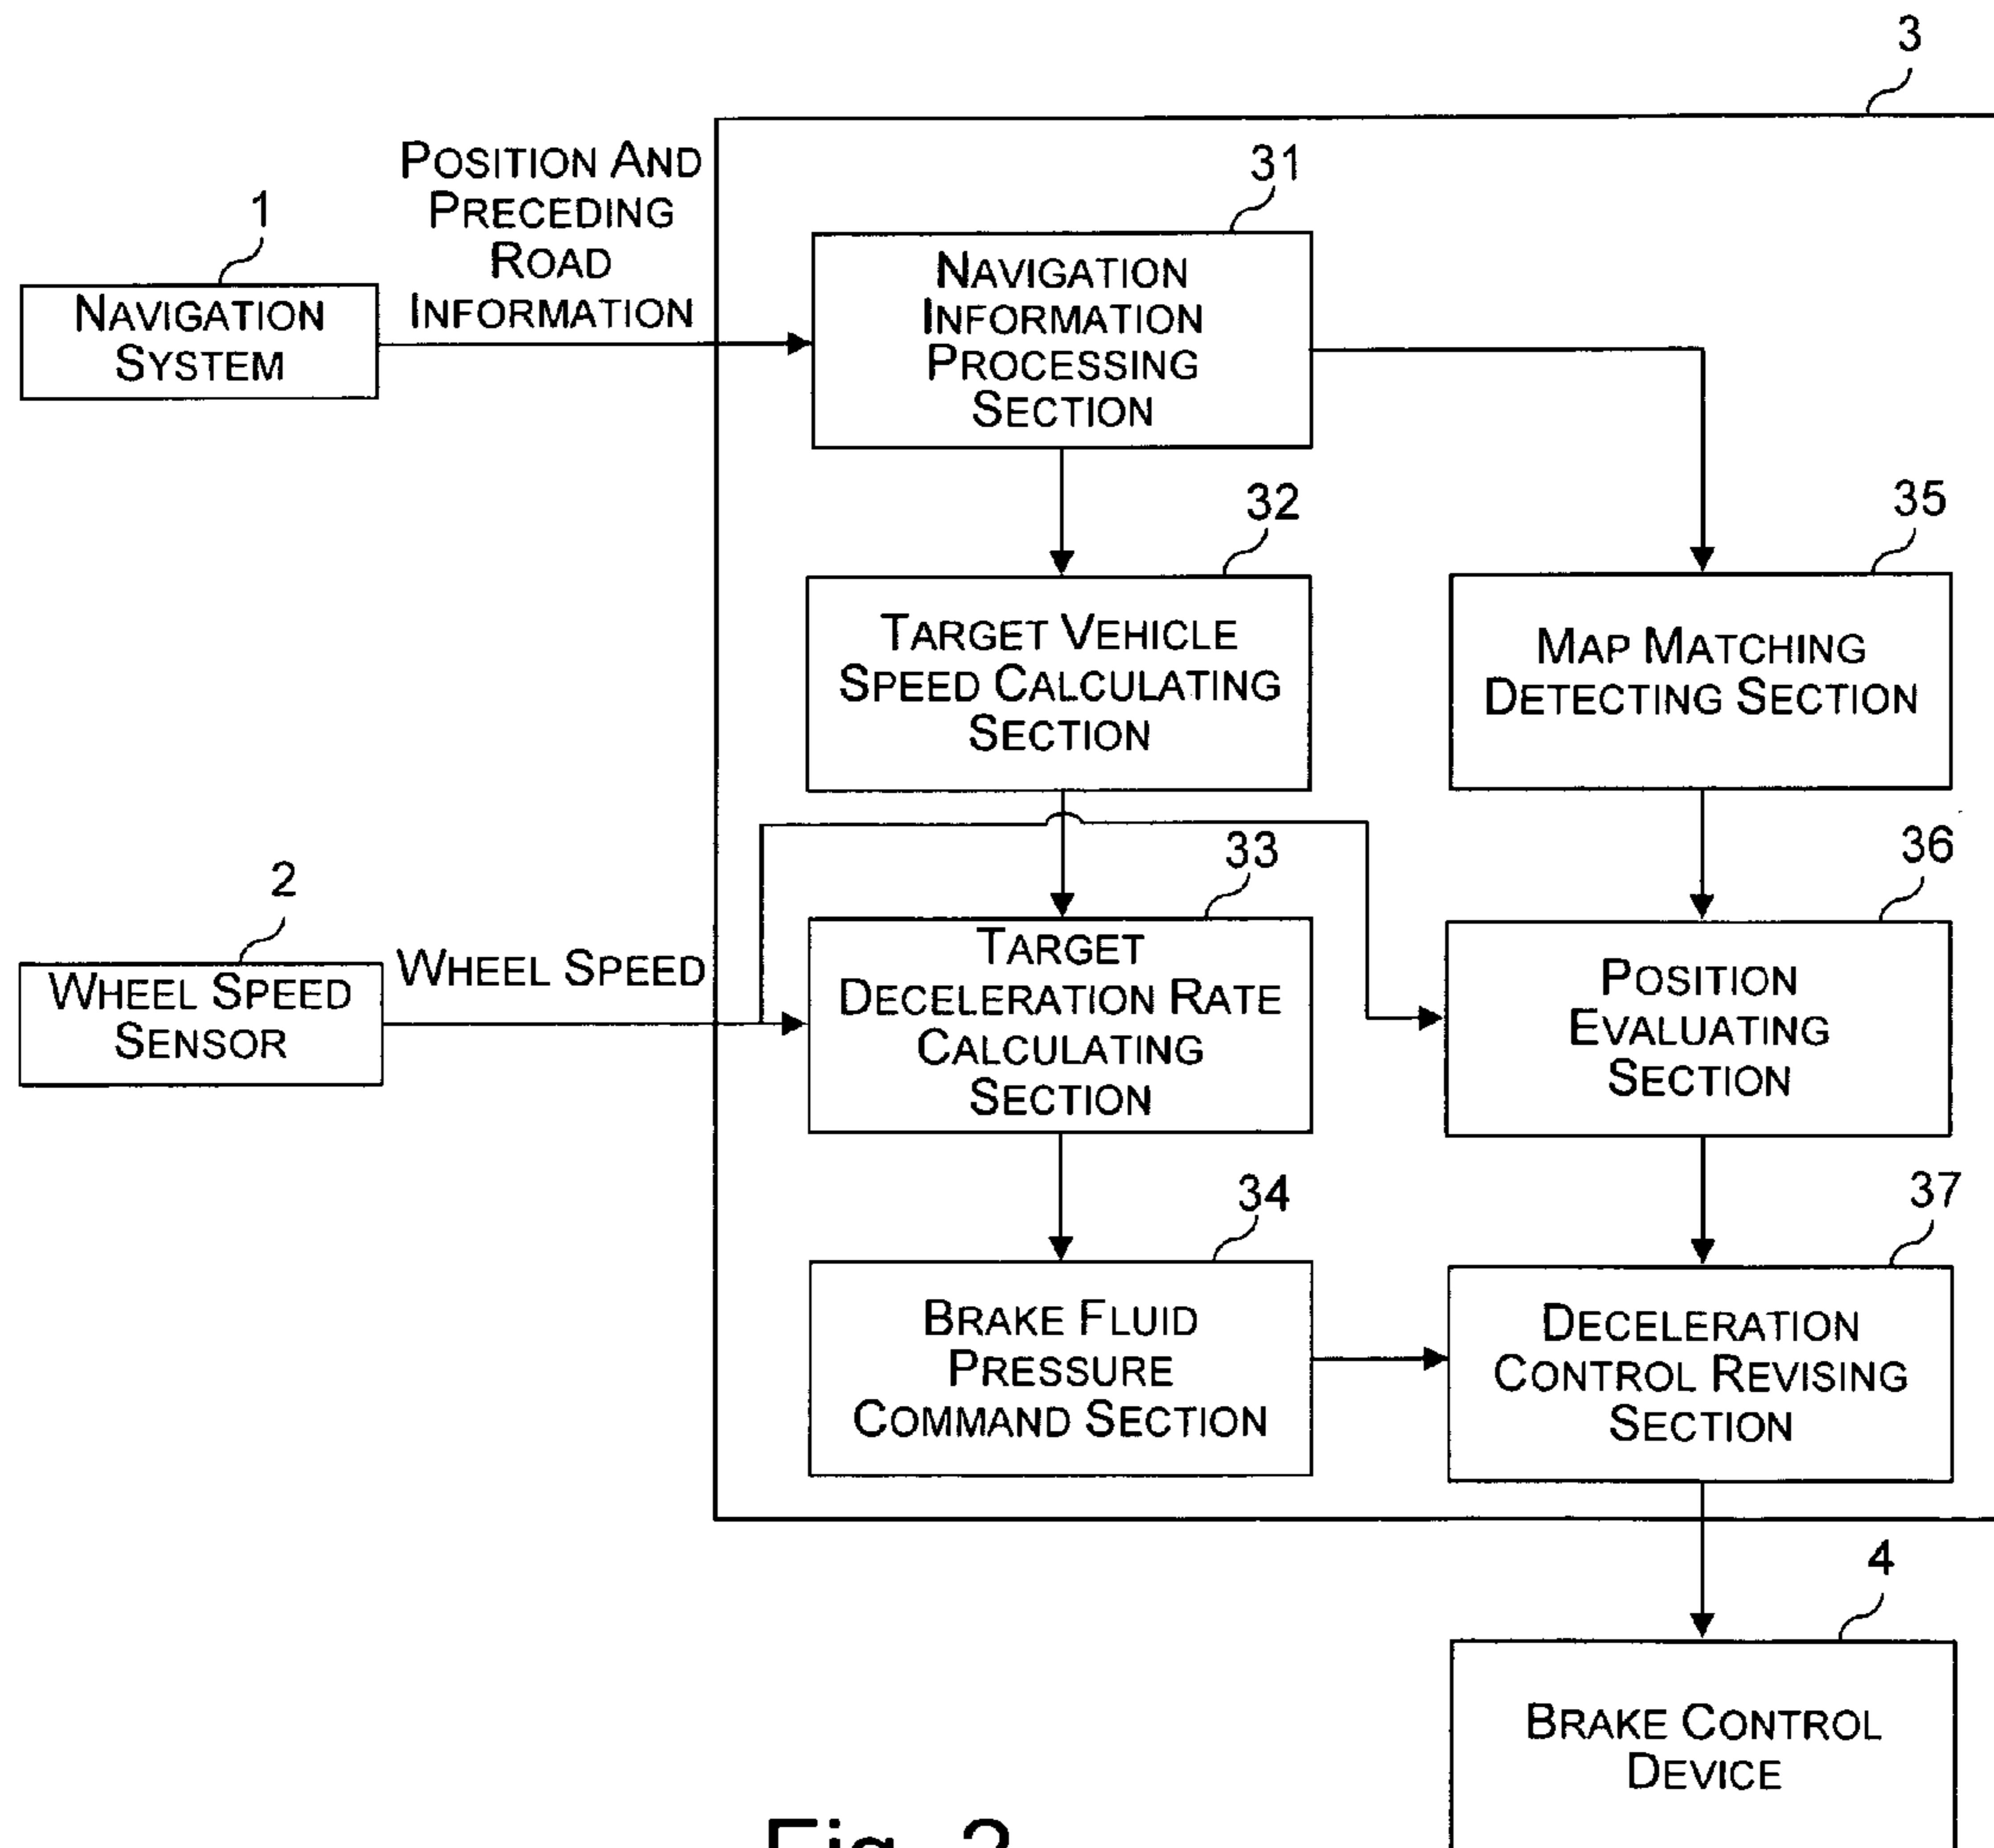 3
POSITION AND
PRECEDING
ROAD
INFORMATION
1
NAVIGATION
SYSTEM
31
NAVIGATION
INFORMATION
PROCESSING
SECTION
32
TARGET VEHICLE
SPEED CALCULATING
SECTION
35
MAP MATCHING
DETECTING SECTION
2
WHEEL SPEED
SENSOR
WHEEL SPEED
33
TARGET
DECELERATION RATE
CALCULATING
SECTION
36
POSITION
EVALUATING
SECTION
34
BRAKE FLUID
PRESSURE
COMMAND SECTION
37
DECELERATION
CONTROL REVISING
SECTION
4
BRAKE CONTROL
DEVICE